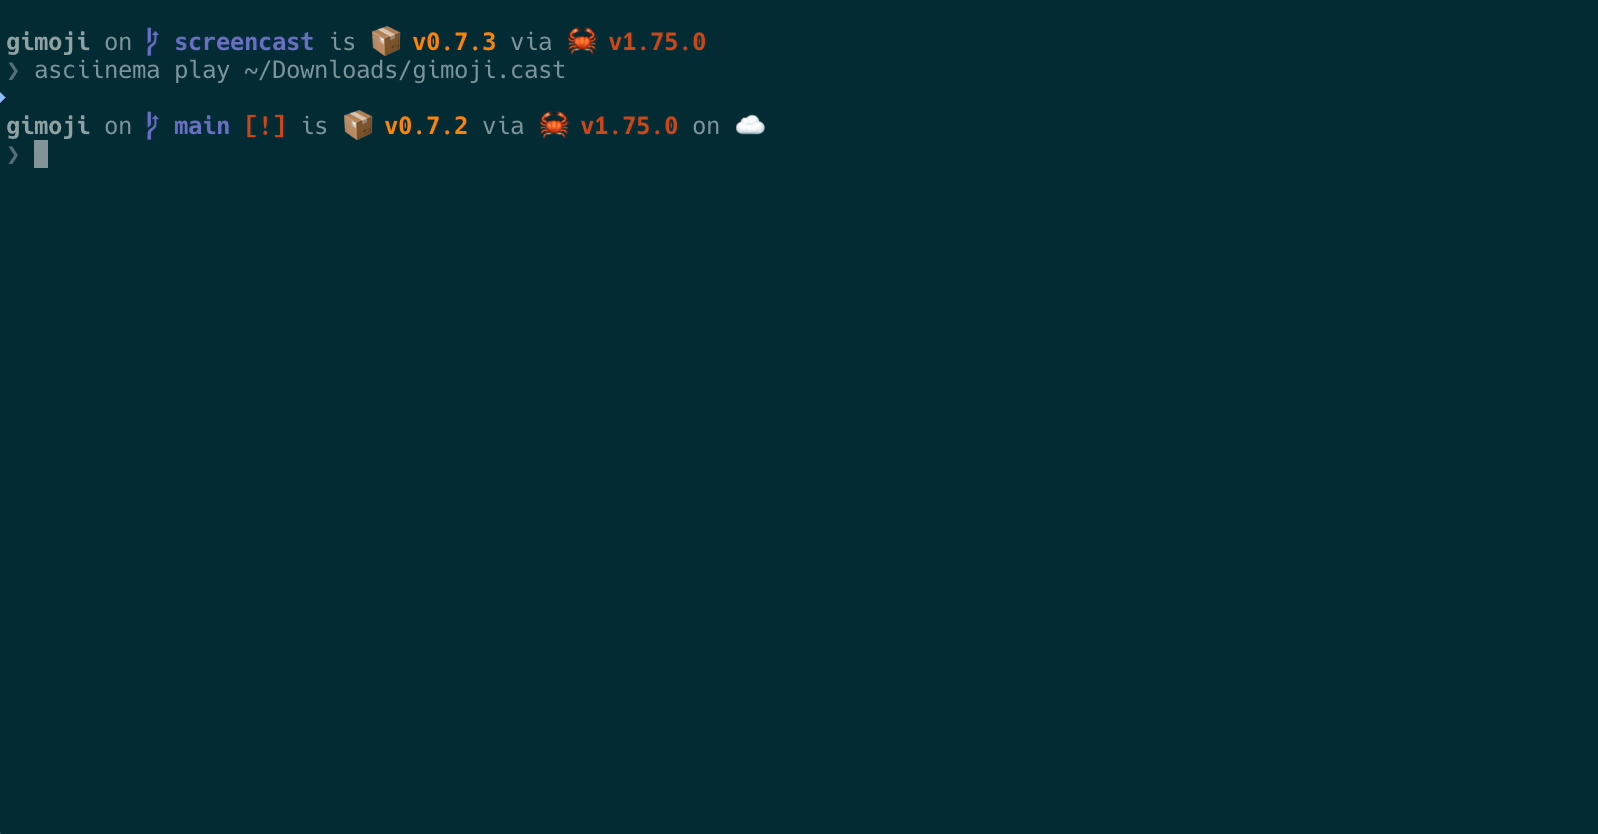 gimoji on screencast is 📦 v0.7.3 via 🦀 v1.75.0
❯ asciinema play ~/Downloads/gimoji.cast
gimoji on main [!] is 📦 v0.7.2 via 🦀 v1.75.0 on ☁️
❯